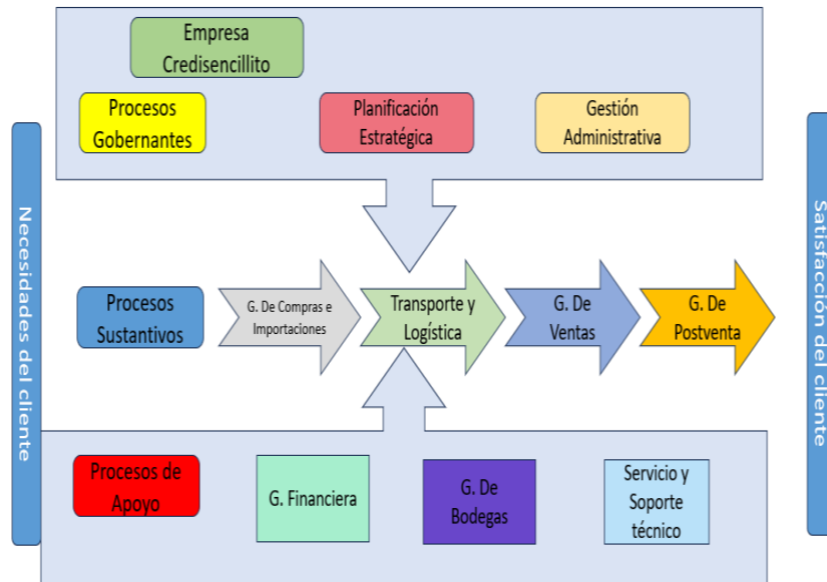 Empresa
Credisencillito
Procesos
Gobernantes
Planificación
Estratégica
Gestión
Administrativa
Necesidades del cliente
Procesos
Sustantivos
G. De Compras e
Importaciones
Transporte y
Logística
G. De
Ventas
G. De
Postventa
Satisfacción del cliente
Procesos de
Apoyo
G. Financiera
G. De
Bodegas
Servicio y
Soporte
técnico